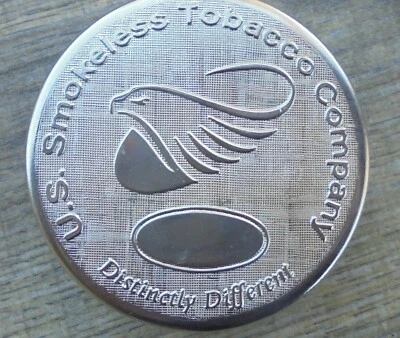 U.S. Smokeless Tobacco Company
Distinctly Different